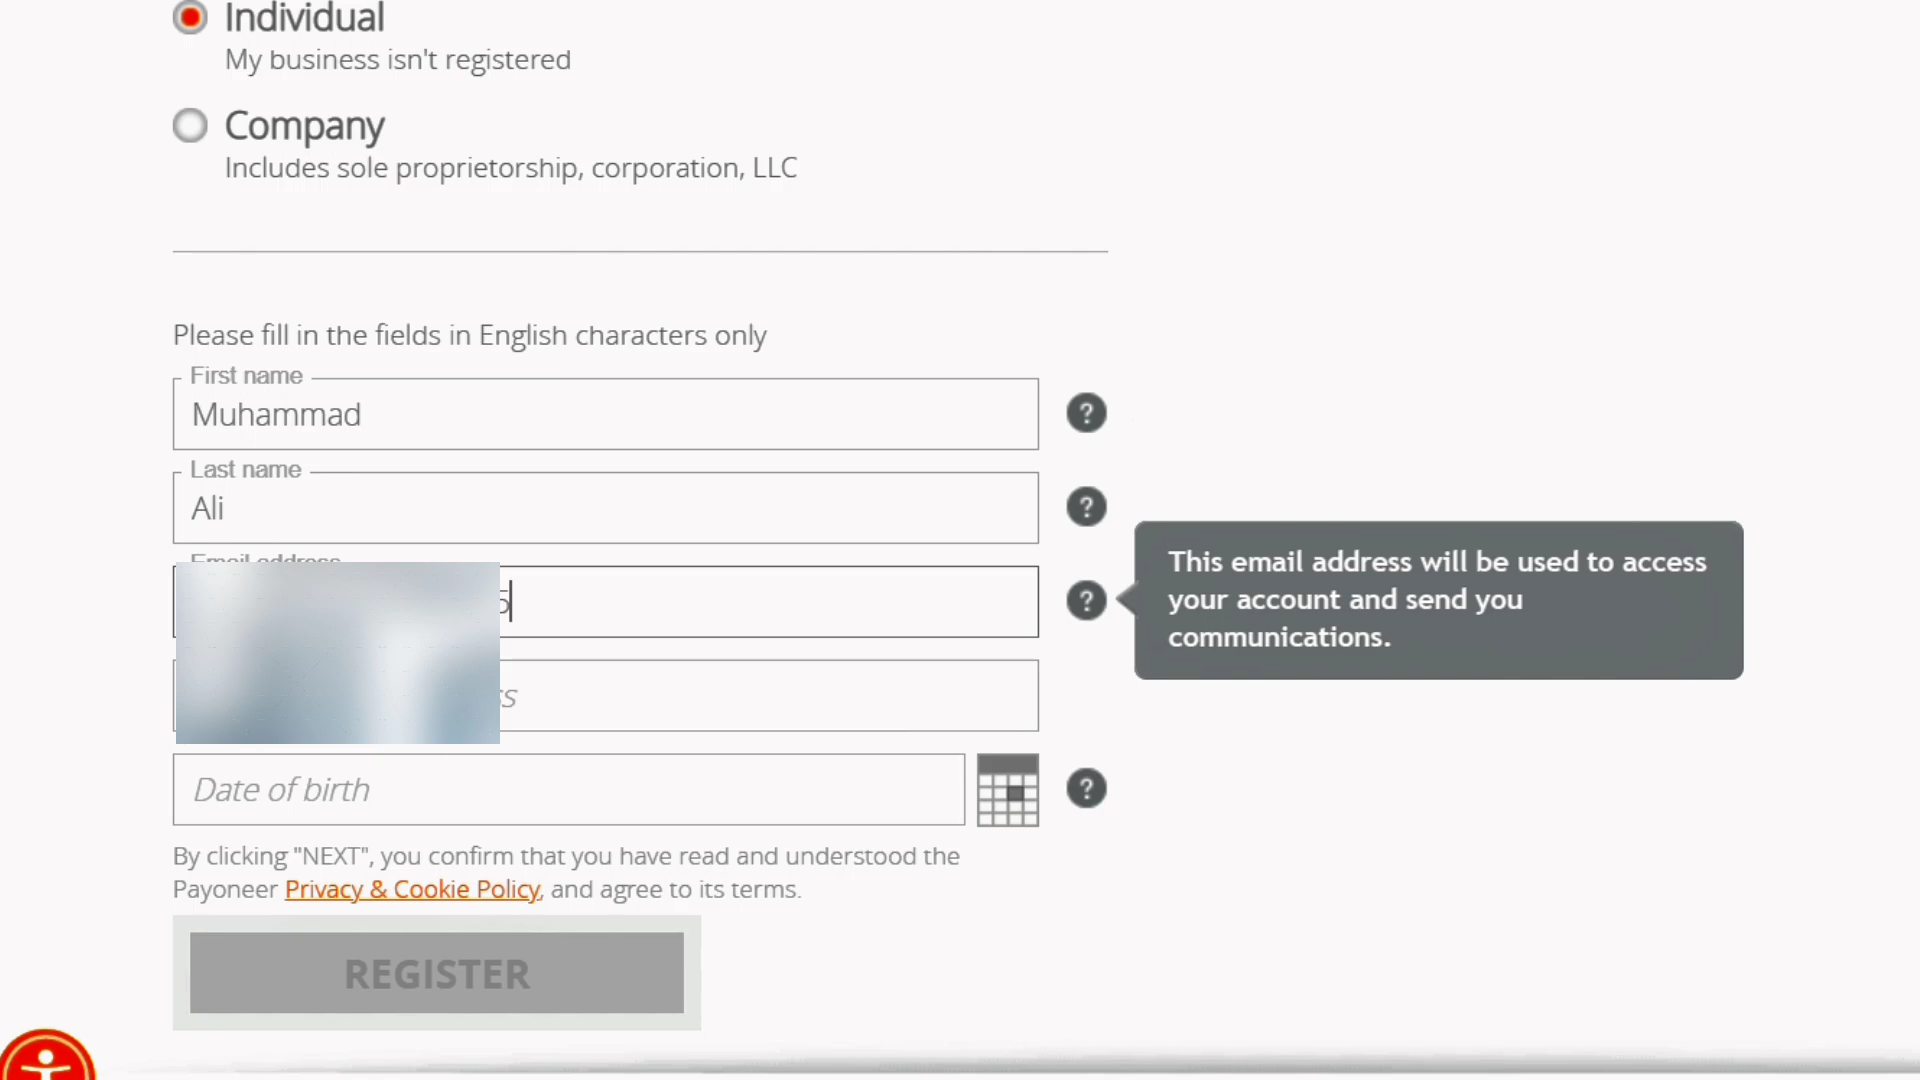 Individual
My business isn't registered
Company
Includes sole proprietorship, corporation, LLC
Please fill in the fields in English characters only
First name
Muhammad
?
Last name
Ali
?
Email address
5
?
This email address will be used to access
your account and send you
communications.
Date of birth
?
By clicking "NEXT", you confirm that you have read and understood the
Payoneer Privacy & Cookie Policy, and agree to its terms.
REGISTER